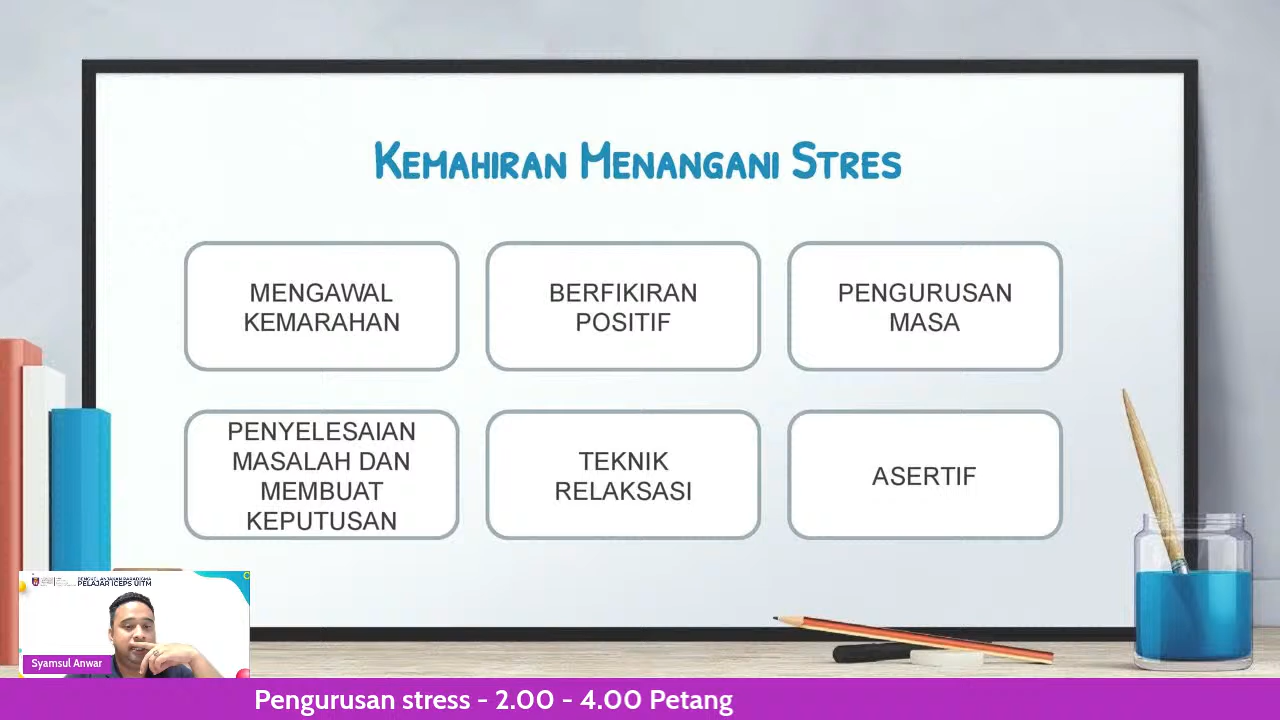 KEMAHIRAN MENANGANI STRES
MENGAWAL
KEMARAHAN
BERFIKIRAN
POSITIF
PENGURUSAN
MASA
PENYELESAIAN
MASALAH DAN
MEMBUAT
KEPUTUSAN
TEKNIK
RELAKSASI
ASERTIF
PELAJAR ICEPS UITM
Syamsul Anwar
Pengurusan stress - 2.00 - 4.00 Petang